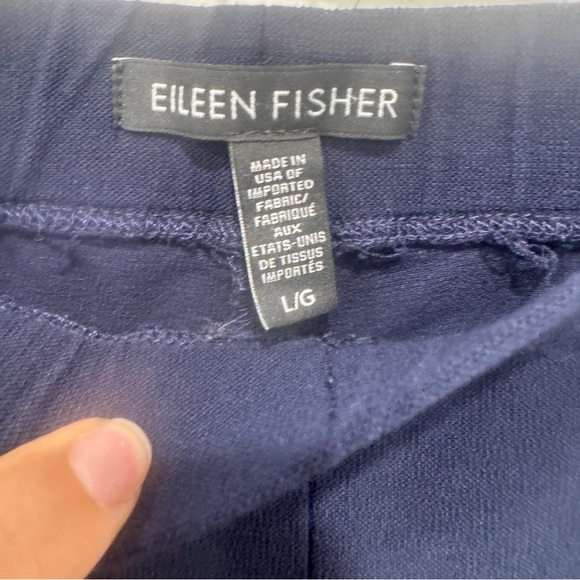 EILEEN FISHER
MADE IN
USA OF
IMPORTED
FABRIC/
FABRIQUÉ
AUX
ETATS-UNIS
DE TISSUS
IMPORTÉS
L/G